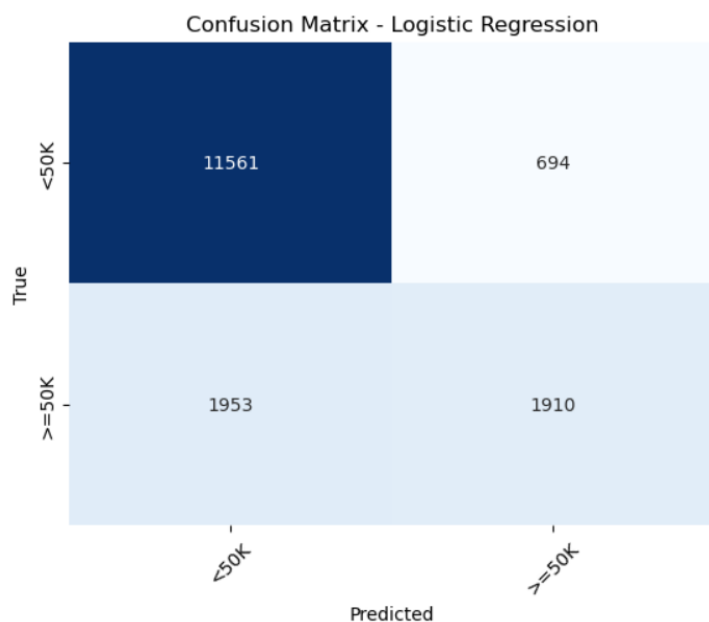 Confusion Matrix - Logistic Regression
<50K
11561
694
True
>=50K
1953
1910
<50K
>=50K
Predicted